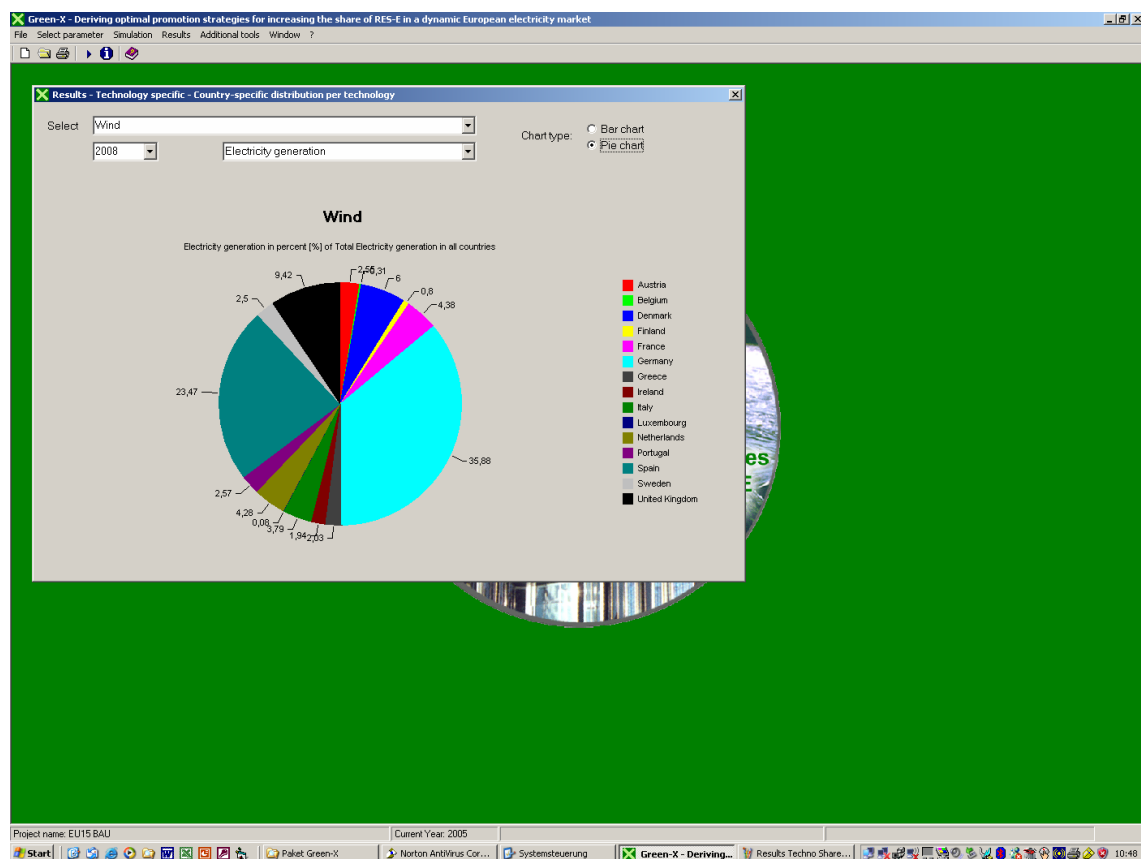 Green-X - Deriving optimal promotion strategies for increasing the share of RES-E in a dynamic European electricity market
File Select parameter Simulation Results Additional tools Window ?
Results - Technology specific - Country-specific distribution per technology
Select Wind
2008 Electricity generation
Chart type:
Bar chart
Pie chart
Wind
Electricity generation in percent [%] of Total Electricity generation in all countries
9,42
2,55
0,31
6
2,5
0,8
4,38
23,47
35,88
2,57
4,28
0,08
3,79
1,94
2,03
Austria
Belgium
Denmark
Finland
France
Germany
Greece
Ireland
Italy
Luxembourg
Netherlands
Portugal
Spain
Sweden
United Kingdom
es
E
Project name: EU15 BAU
Current Year: 2005
Start
Paket Green-X
Norton AntiVirus Cor...
Systemsteuerung
Green-X - Deriving...
Results Techno Share...
10:48